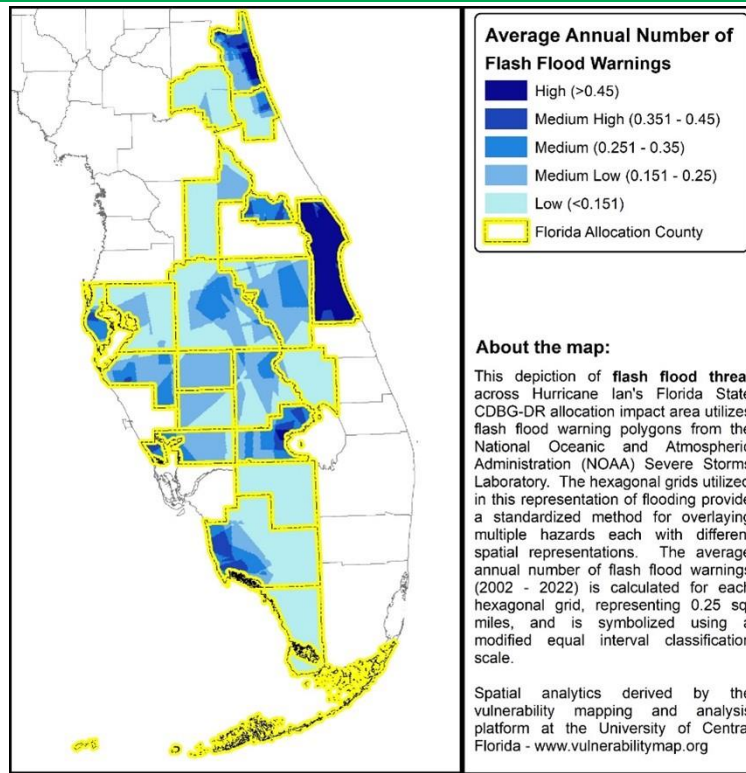 Average Annual Number of
Flash Flood Warnings
High (>0.45)
Medium High (0.351 - 0.45)
Medium (0.251 - 0.35)
Medium Low (0.151 - 0.25)
Low (<0.151)
Florida Allocation County
About the map:
This depiction of flash flood threa
across Hurricane Ian's Florida State
CDBG-DR allocation impact area utilizes
flash flood warning polygons from the
National Oceanic and Atmospheric
Administration (NOAA) Severe Storms
Laboratory. The hexagonal grids utilized
in this representation of flooding provide
a standardized method for overlaying
multiple hazards each with differen
spatial representations. The average
annual number of flash flood warnings
(2002 - 2022) is calculated for each
hexagonal grid, representing 0.25 sq
miles, and is symbolized using a
modified equal interval classification
scale.
Spatial analytics derived by the
vulnerability mapping and analysis
platform at the University of Centra
Florida - www.vulnerabilitymap.org